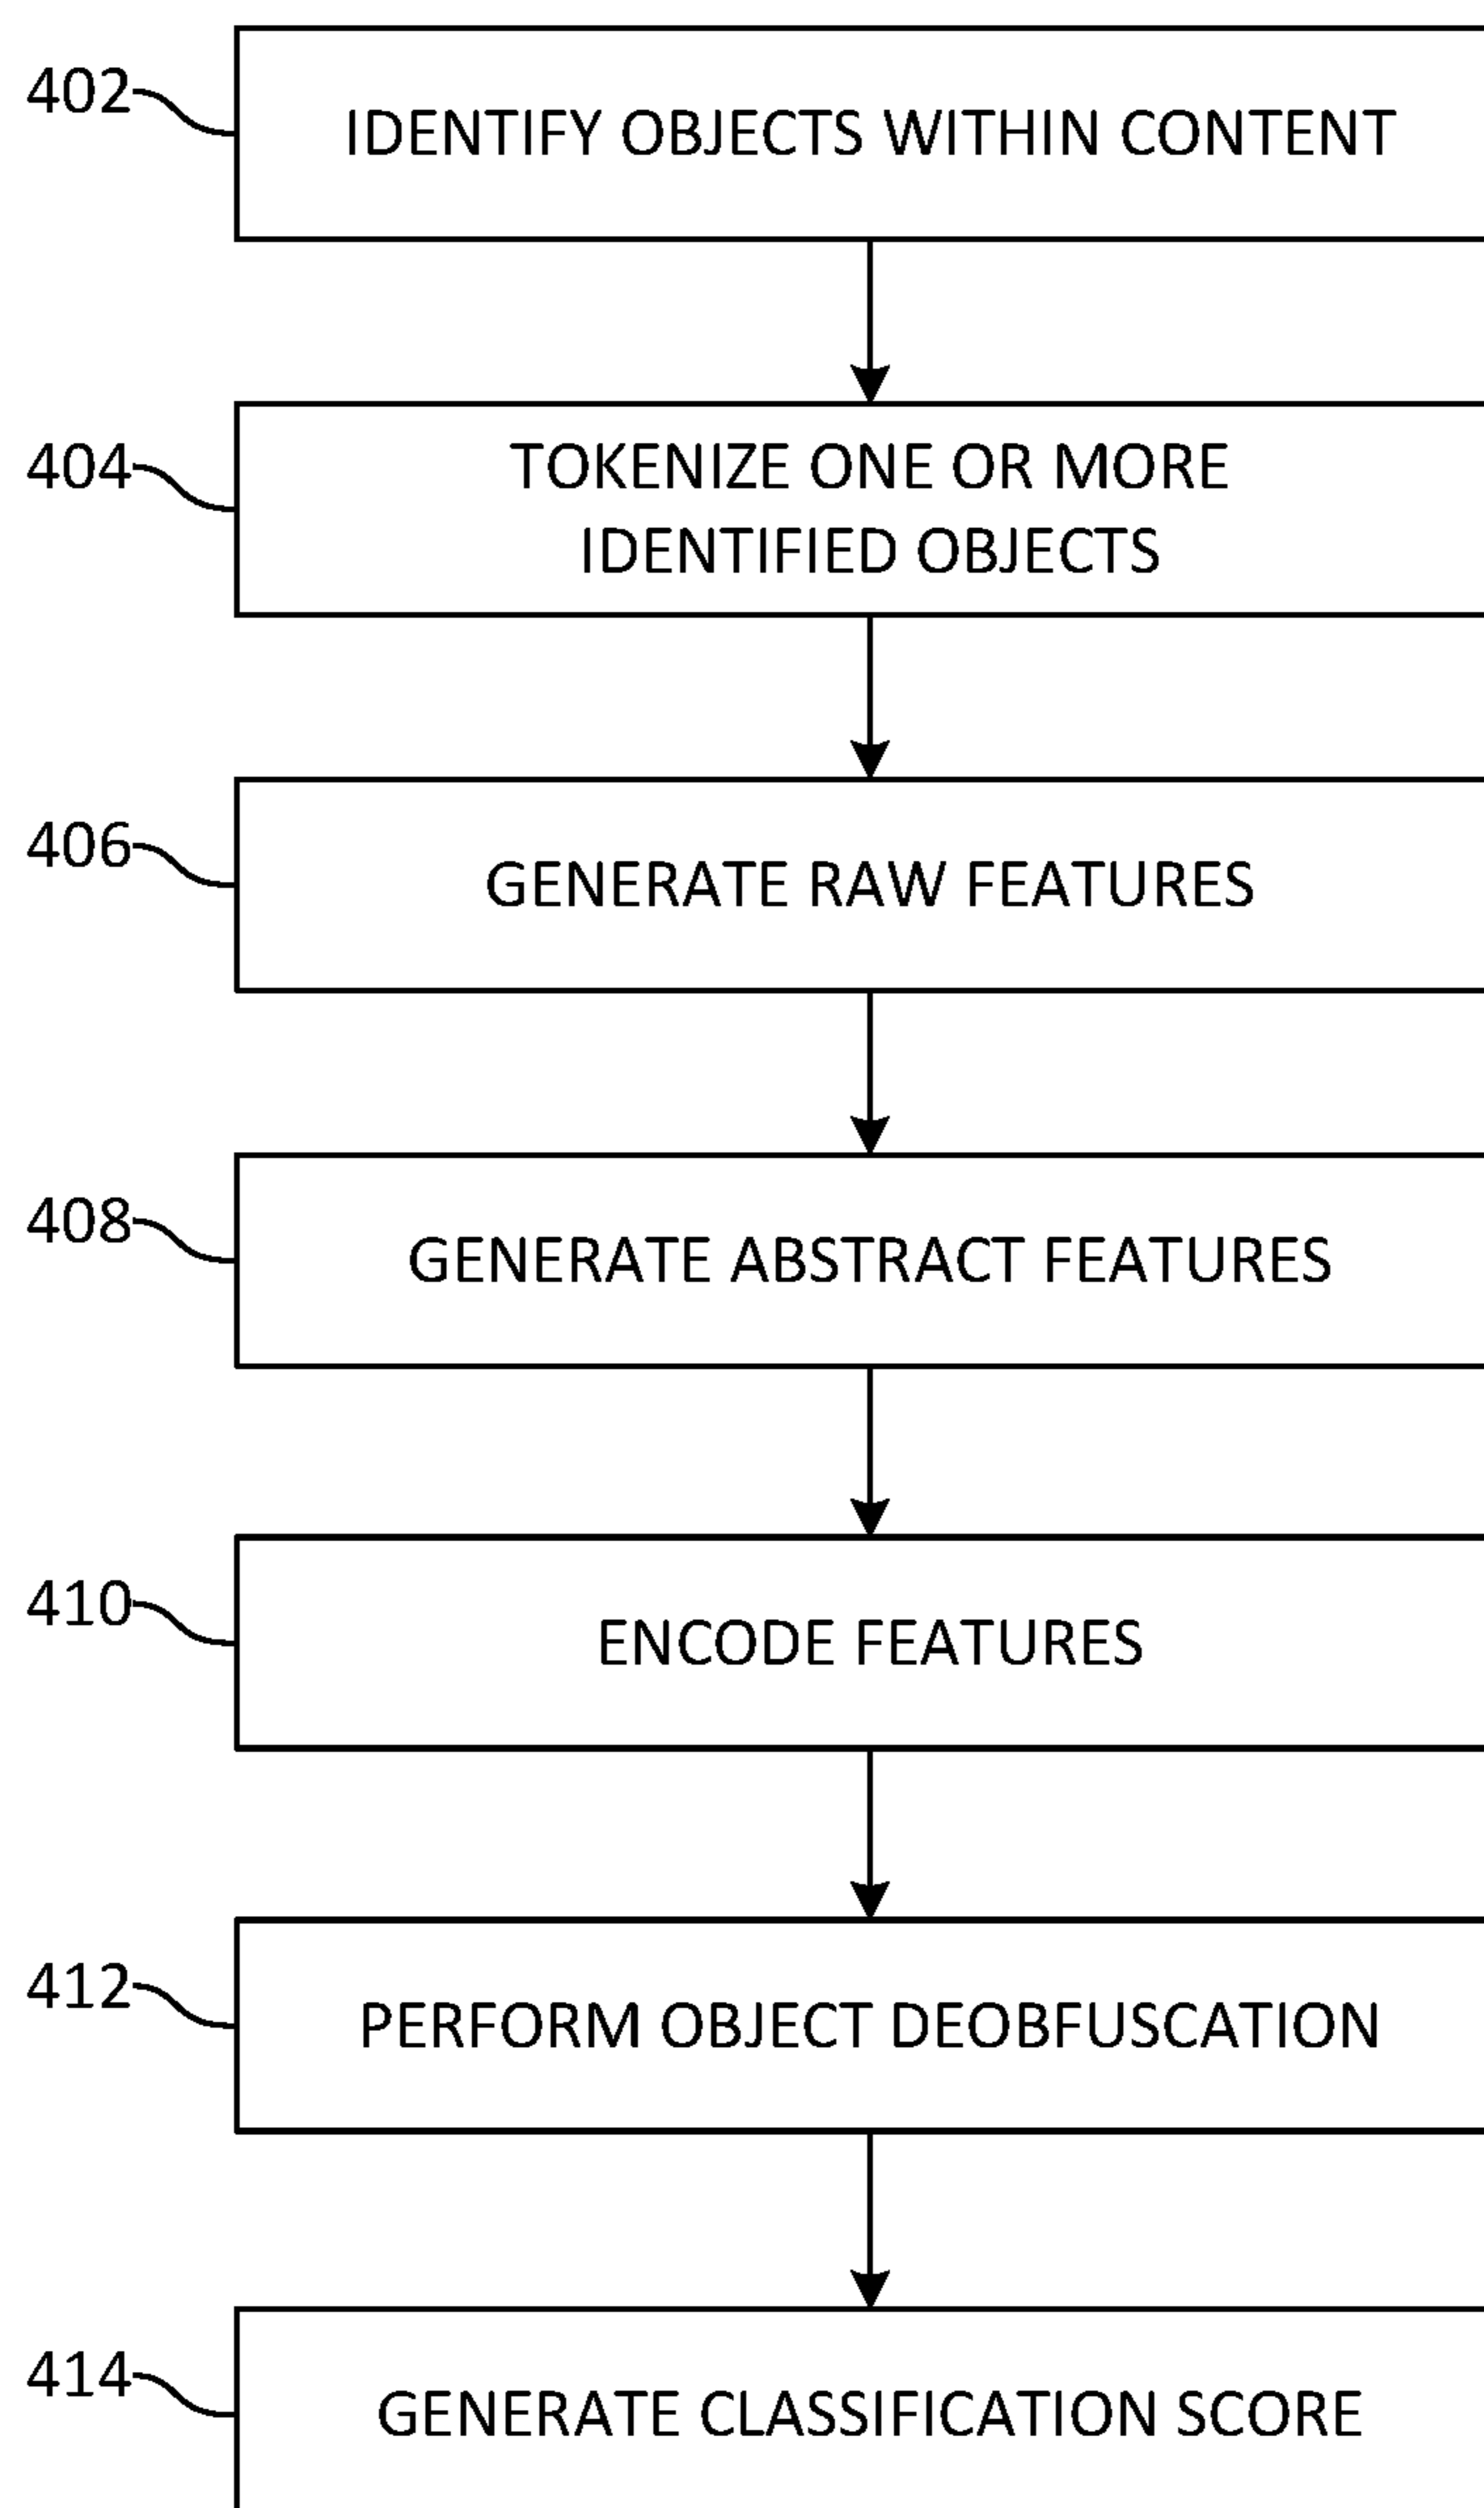 402
IDENTIFY OBJECTS WITHIN CONTENT
404
TOKENIZE ONE OR MORE
IDENTIFIED OBJECTS
406
GENERATE RAW FEATURES
408
GENERATE ABSTRACT FEATURES
410
ENCODE FEATURES
412
PERFORM OBJECT DEOBFUSCATION
414
GENERATE CLASSIFICATION SCORE